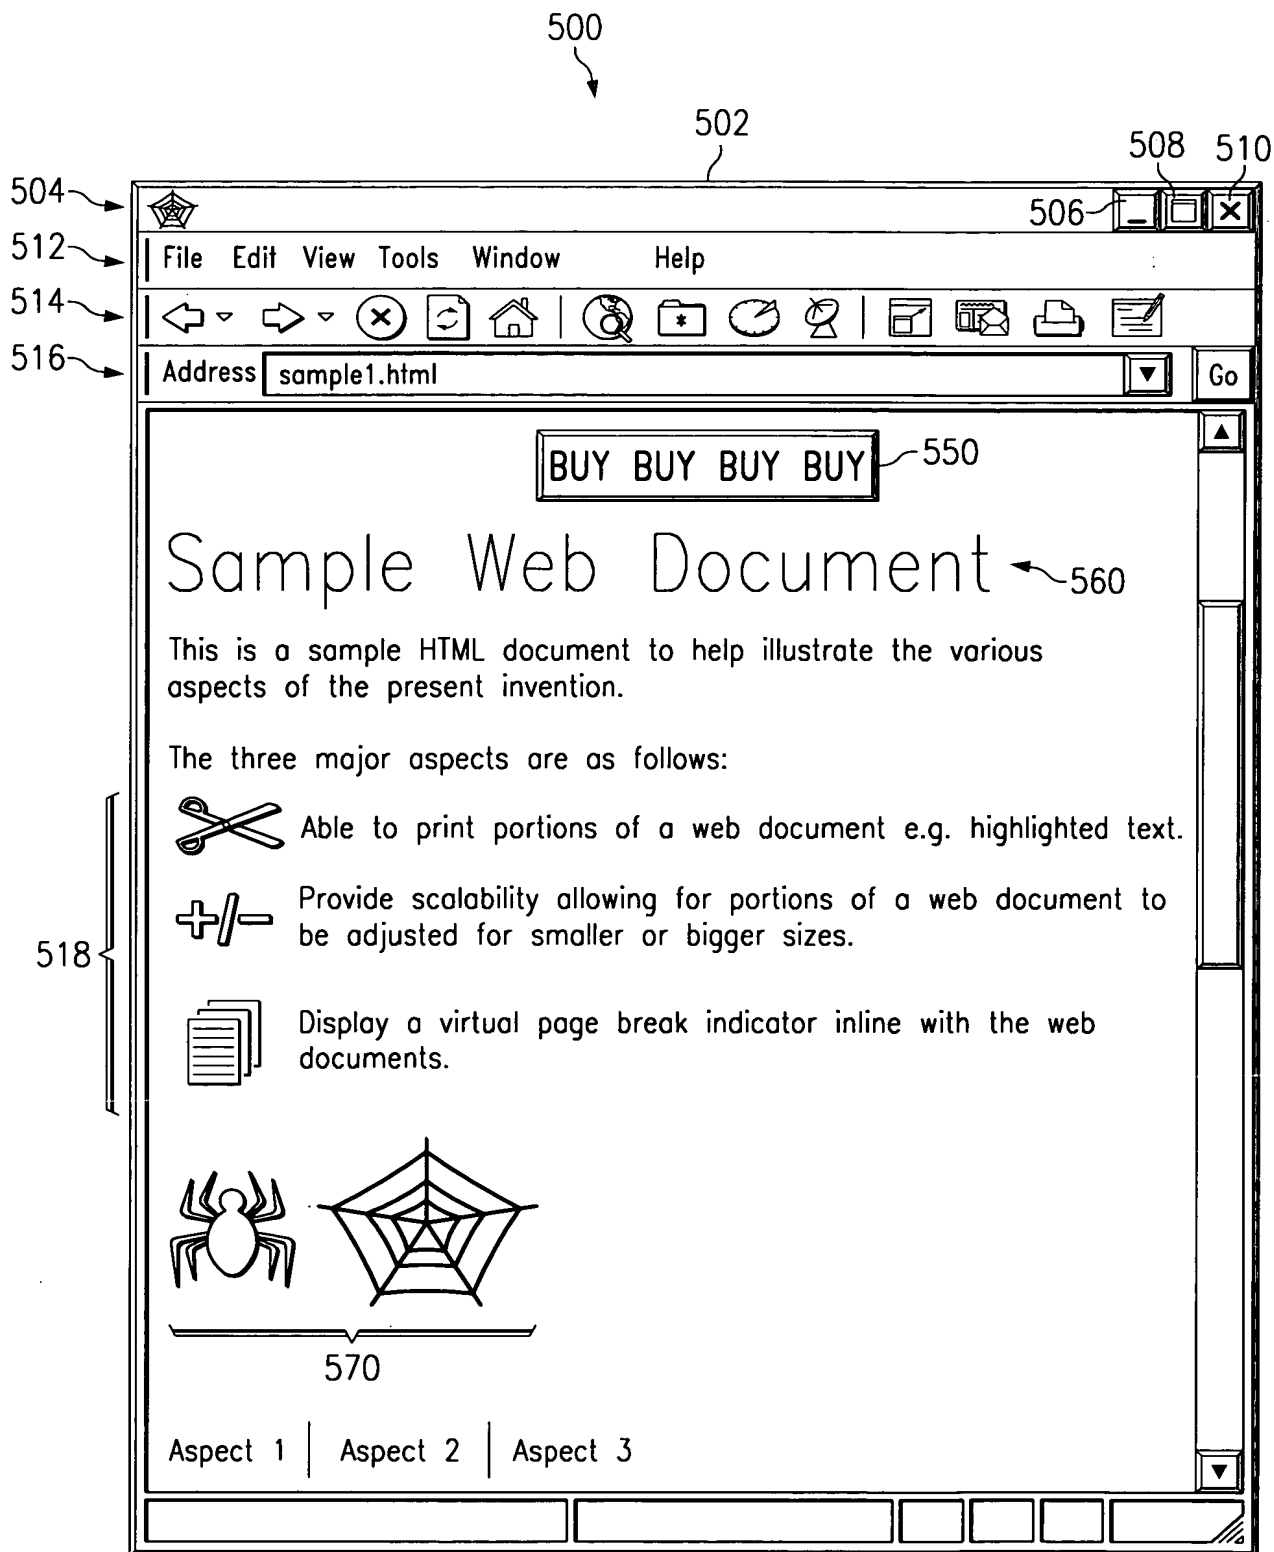 500
502
508
510
504
506
512
File Edit View Tools Window Help
514
516
Address sample1.html Go
BUY BUY BUY BUY
550
Sample Web Document
560
This is a sample HTML document to help illustrate the various
aspects of the present invention.
The three major aspects are as follows:
Able to print portions of a web document e.g. highlighted text.
518
Provide scalability allowing for portions of a web document to
be adjusted for smaller or bigger sizes.
+/-
Display a virtual page break indicator inline with the web
documents.
570
Aspect 1 | Aspect 2 | Aspect 3